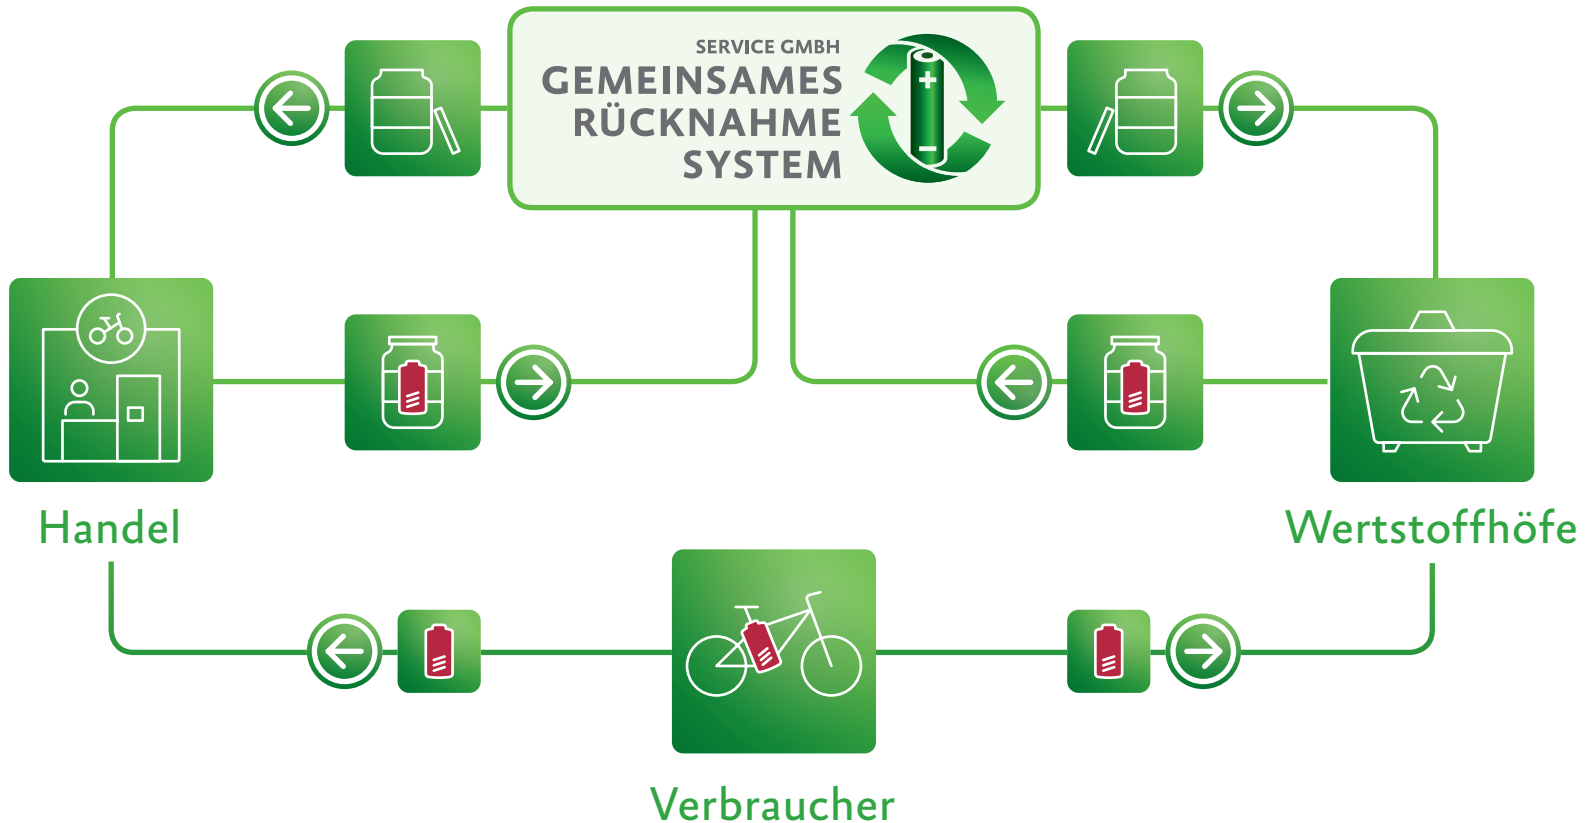 SERVICE GMBH
GEMEINSAMES
RÜCKNAHME
SYSTEM
Handel
Wertstoffhöfe
Verbraucher